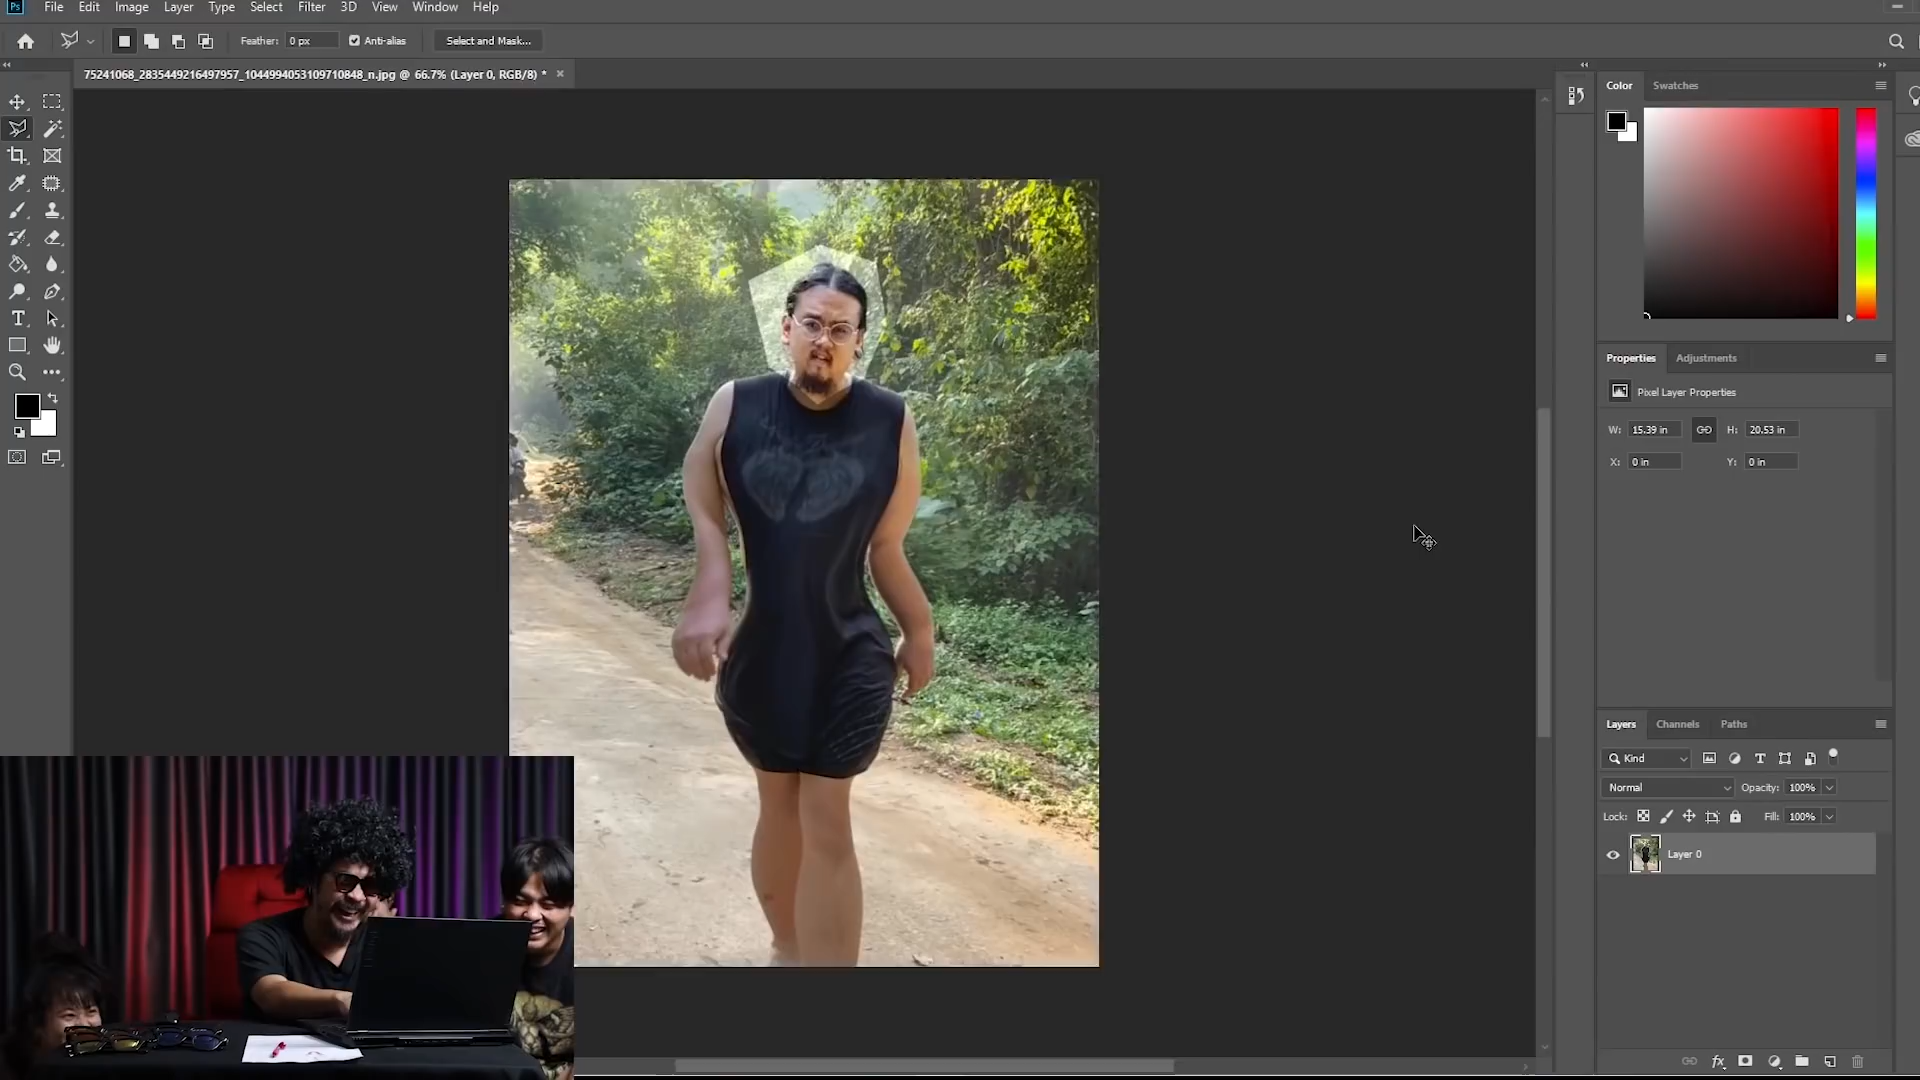 Ps File Edit Image Layer Type Select Filter 3D View Window Help
Feather: 0 px Anti-alias Select and Mask...
75241068_2835449216497957_1044994053109710848_n.jpg @ 66.7% (Layer 0, RGB/8) *
Color Swatches
Properties Adjustments
Pixel Layer Properties
W: 15.39 in H: 20.53 in
X: 0 in Y: 0 in
Layers Channels Paths
Kind
Normal Opacity: 100%
Lock: Fill: 100%
Layer 0